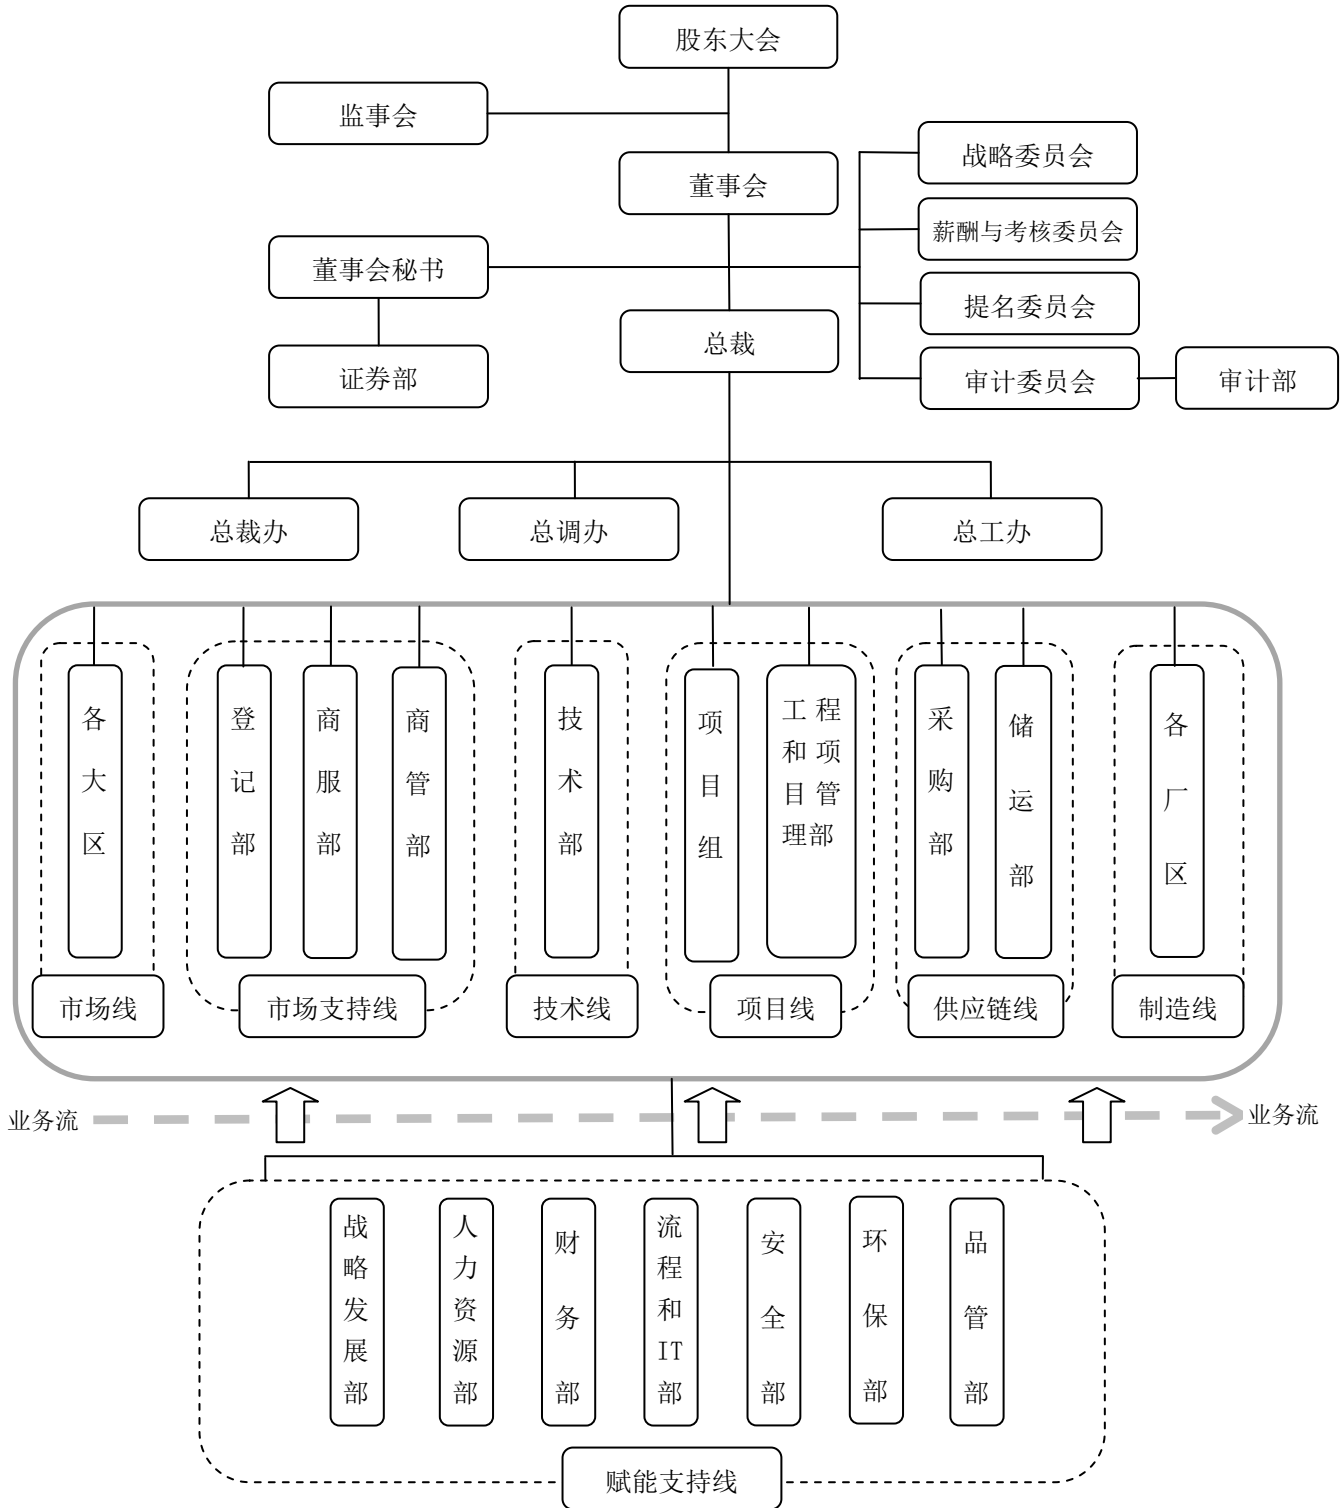 股东大会
监事会
董事会
战略委员会
薪酬与考核委员会
董事会秘书
提名委员会
总裁
证券部
审计委员会
审计部
总裁办
总调办
总工办
各大区
登记部
商服部
商管部
技术部
项目组
工程
和项
目管
理部
采购部
储运部
各厂区
市场线
市场支持线
技术线
项目线
供应链线
制造线
业务流
业务流
战略发展部
人力资源部
财务部
流程和IT部
安全部
环保部
品管部
赋能支持线